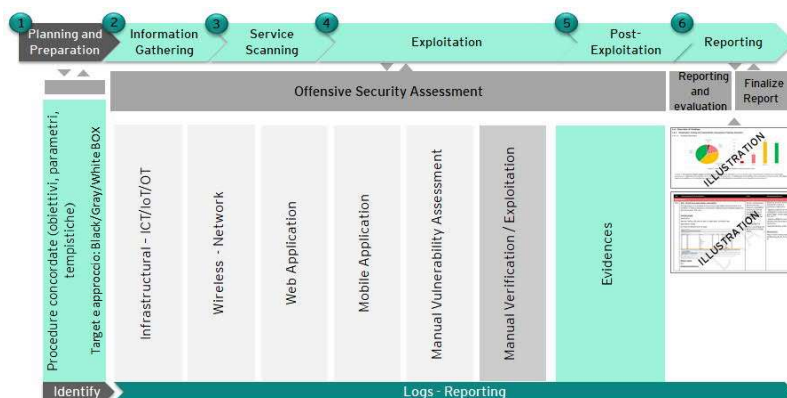 1
Planning and
Preparation
2
Information
Gathering
3
Service
Scanning
4
Exploitation
5
Post-
Exploitation
6
Reporting
Offensive Security Assessment
Reporting
and
evaluation
Finalize
Report
Procedure concordate (obiettivi, parametri,
tempistiche)
Target e approccio: Black/Gray/White BOX
Infrastructural - ICT/IoT/OT
Wireless - Network
Web Application
Mobile Application
Manual Vulnerability Assessment
Manual Verification / Exploitation
Evidences
ILLUSTRATION
ILLUSTRATION
Identify
Logs - Reporting